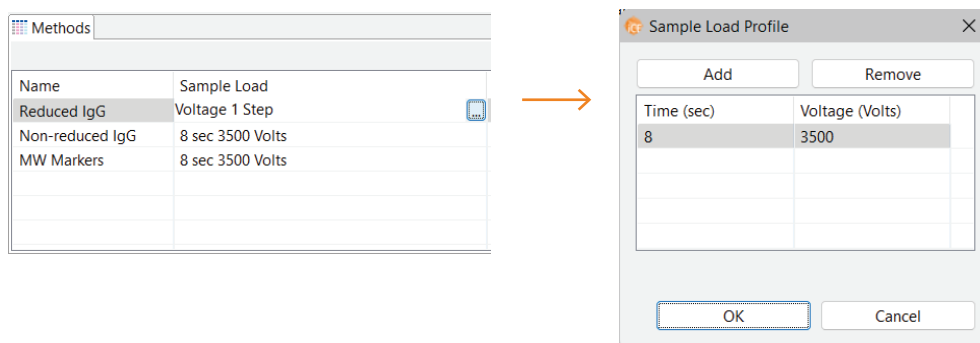 Methods
Name Sample Load
Reduced IgG Voltage 1 Step ...
Non-reduced IgG 8 sec 3500 Volts
MW Markers 8 sec 3500 Volts
Sample Load Profile
Add Remove
Time (sec) Voltage (Volts)
8 3500
OK Cancel